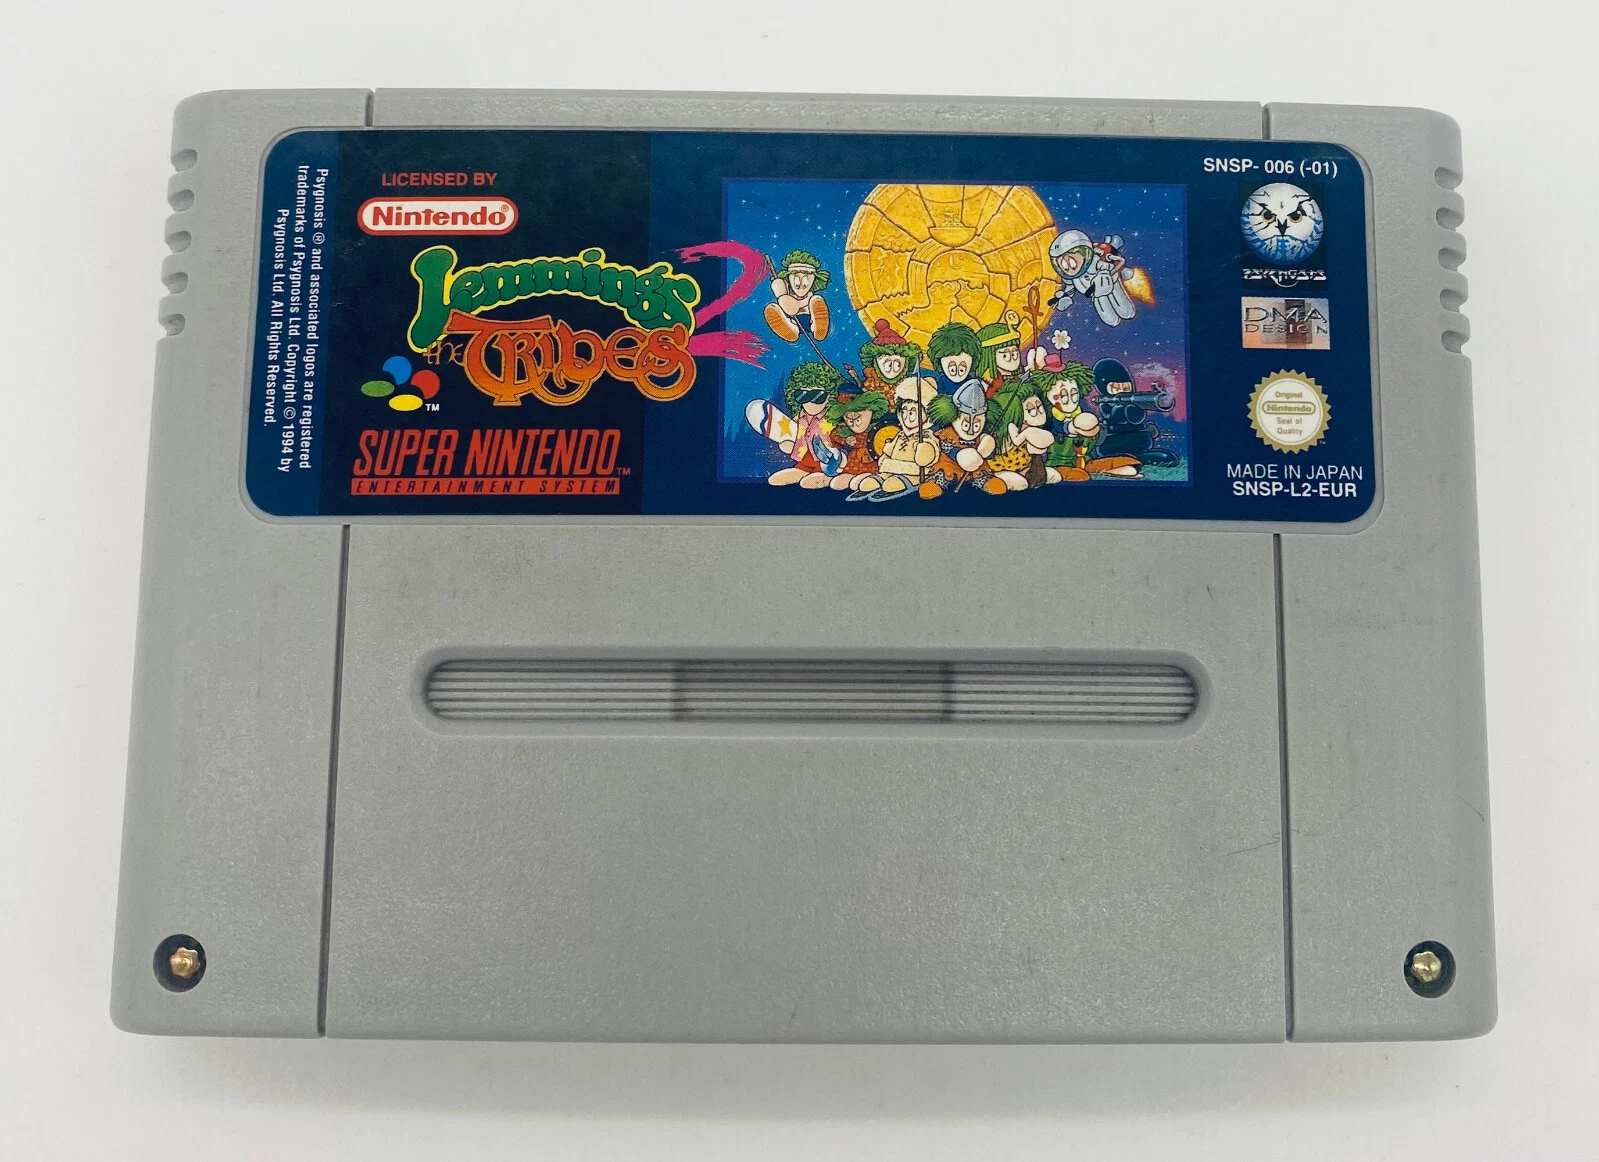 Psygnosis ® and associated logos are registered
trademarks of Psygnosis Ltd. Copyright © 1994 by
Psygnosis Ltd. All Rights Reserved.
LICENSED BY
Nintendo®
Lemmings 2
the TRIBES
TM
SUPER NINTENDO TM
ENTERTAINMENT SYSTEM
SNSP- 006 (-01)
PSYGNOSIS
DMA
DESIGN
Original
Nintendo
Seal of
Quality
MADE IN JAPAN
SNSP-L2-EUR